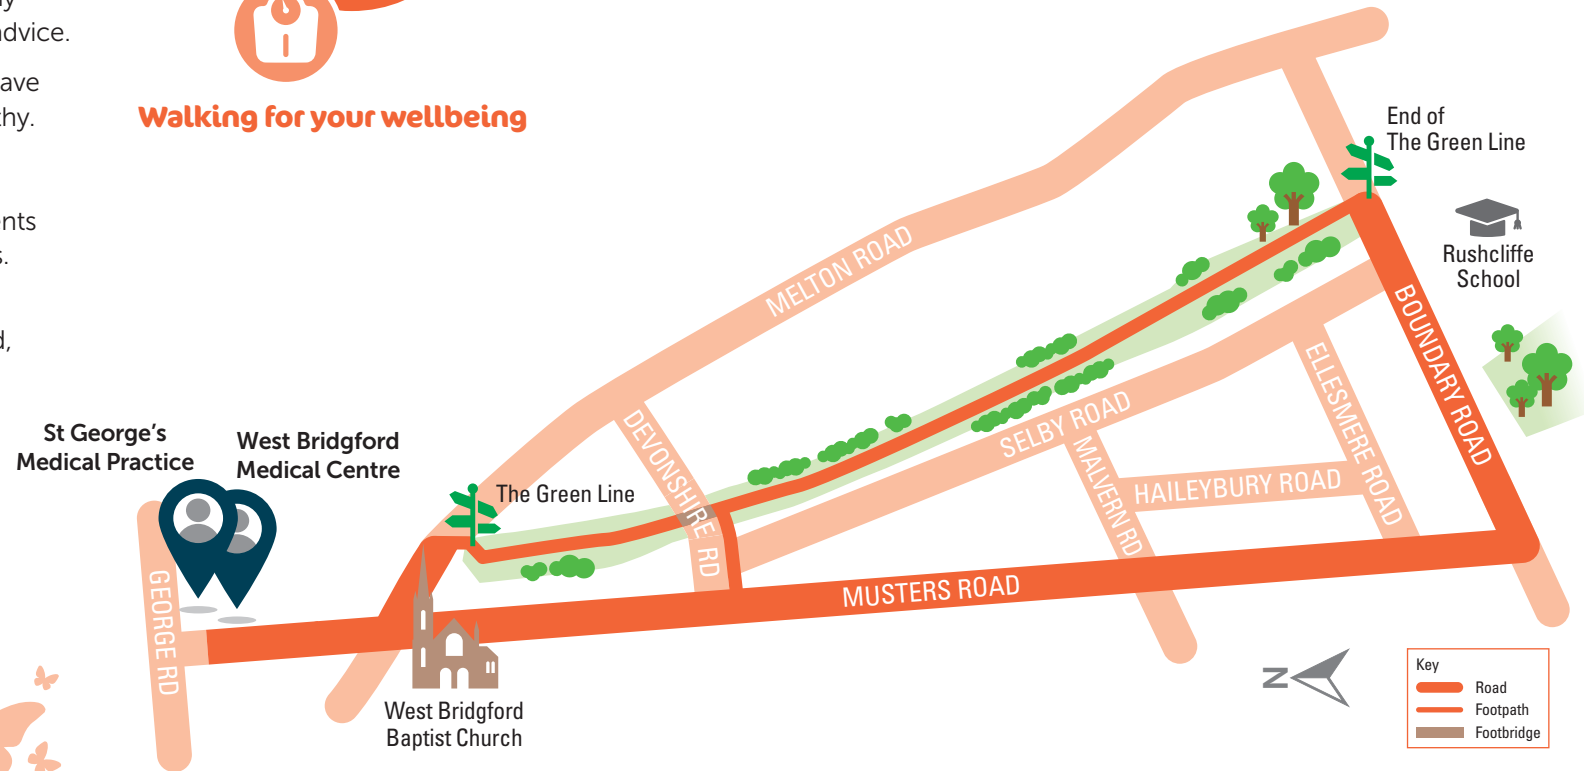 advice.
ave
thy.
ents
s.
d,
Walking for your wellbeing
End of
The Green Line
Rushcliffe
School
MELTON ROAD
BOUNDARY ROAD
ELLESMERE ROAD
SELBY ROAD
DEVONSHIRE RD
MALVERN RD
HAILEYBURY ROAD
St George's
Medical Practice
West Bridgford
Medical Centre
The Green Line
MUSTERS ROAD
GEORGE RD
West Bridgford
Baptist Church
N
Key
Road
Footpath
Footbridge